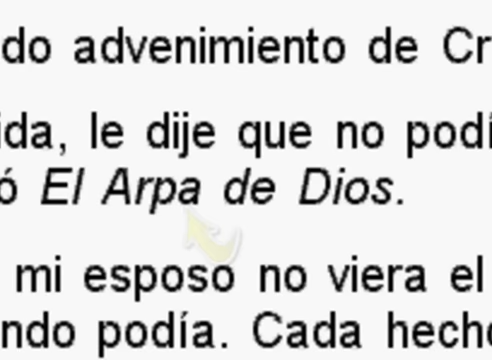 do advenimiento de Cr
ida, le dije que no podí
ó El Arpa de Dios.
mi esposo no viera el
ndo podía. Cada hecho